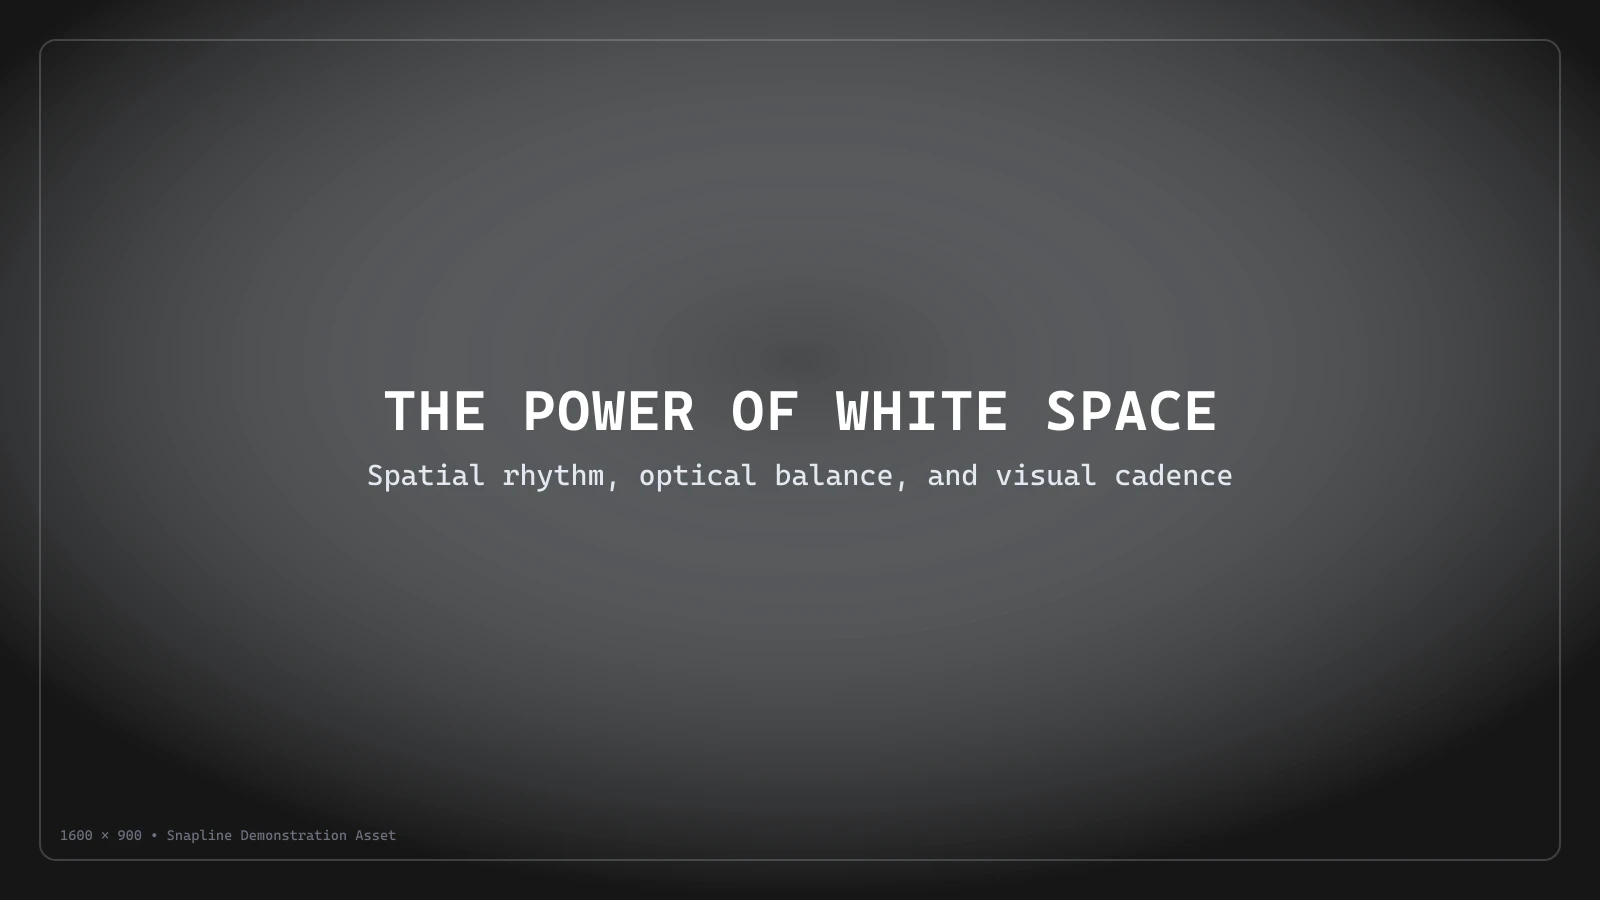 THE POWER OF WHITE SPACE
Spatial rhythm, optical balance, and visual cadence
1600 × 900 • Snapline Demonstration Asset